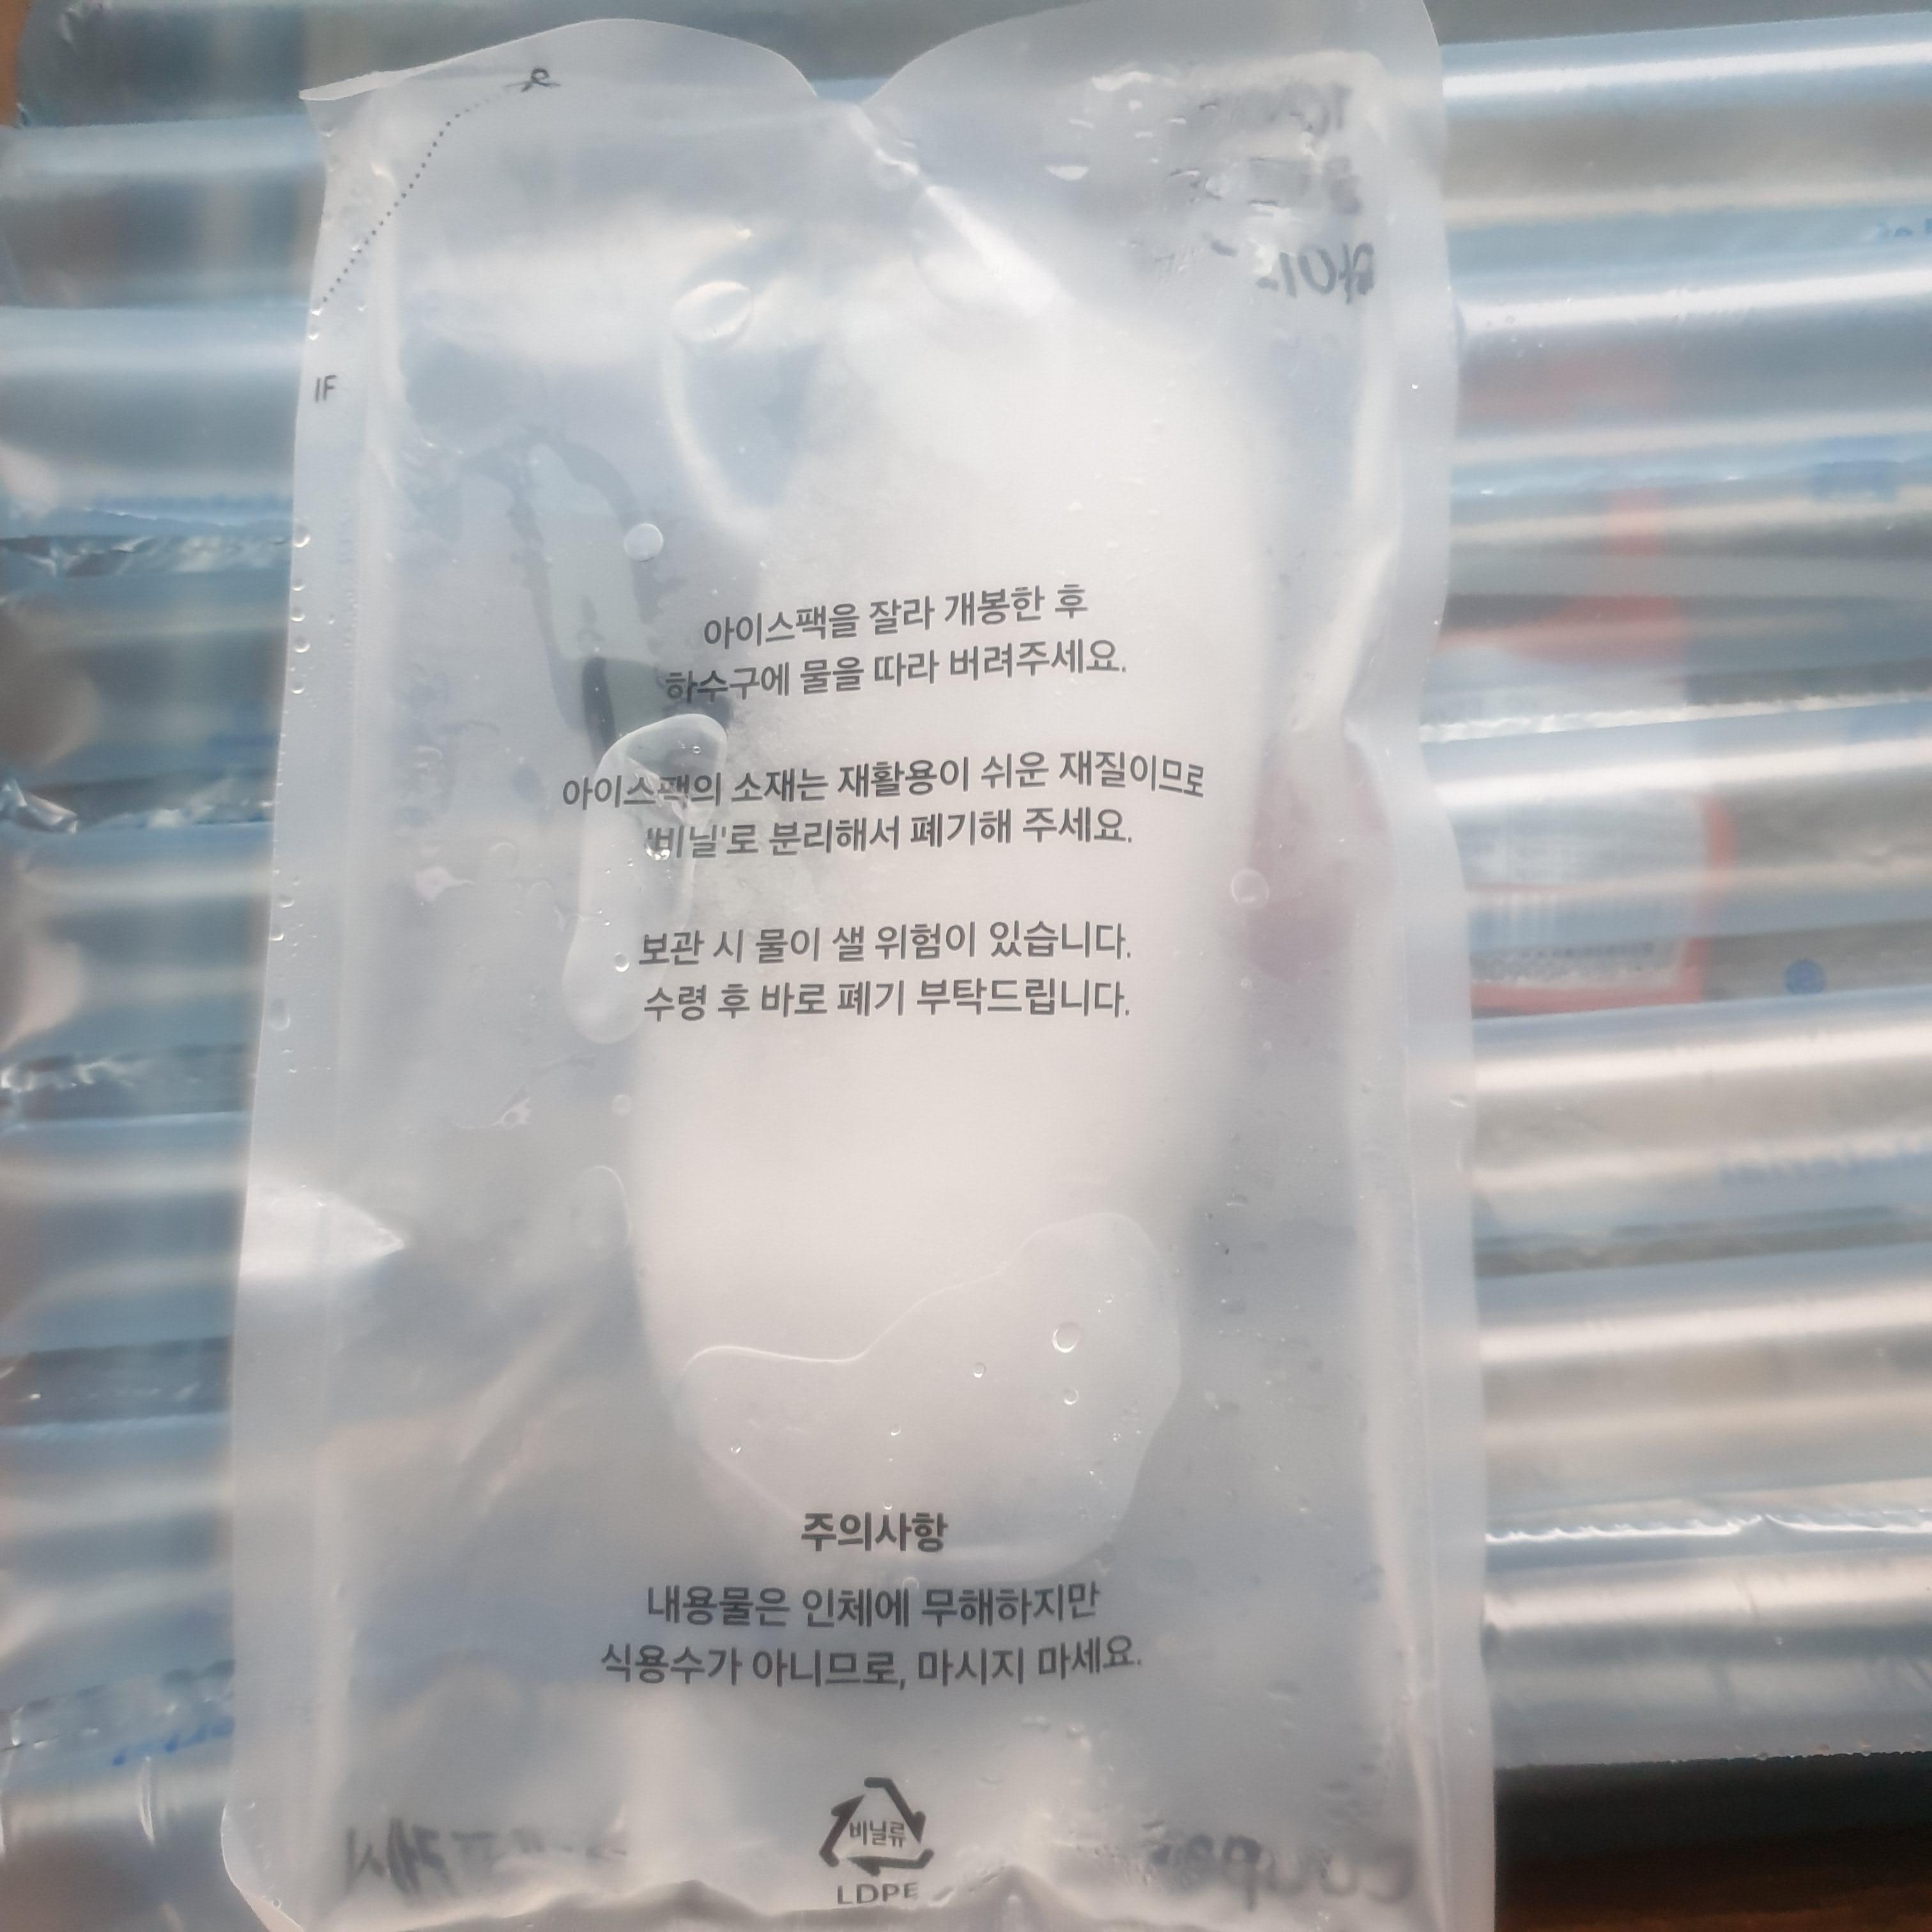 IF
아이스팩을 잘라 개봉한 후
하수구에 물을 따라 버려주세요.
아이스팩의 소재는 재활용이 쉬운 재질이므로
'비닐'로 분리해서 폐기해 주세요.
보관 시 물이 샐 위험이 있습니다.
수령 후 바로 폐기 부탁드립니다.
주의사항
내용물은 인체에 무해하지만
식용수가 아니므로, 마시지 마세요.
비닐류
LDPE